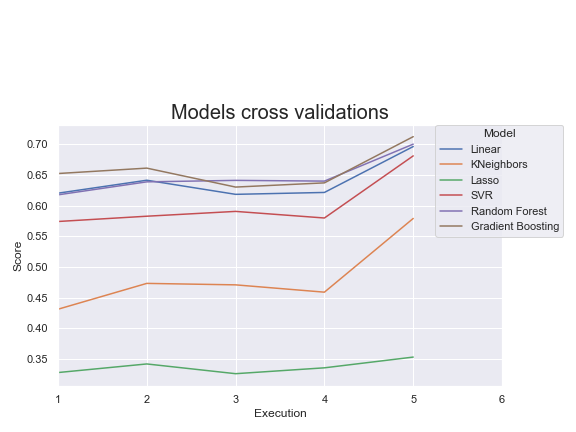 Models cross validations
Model
Linear
KNeighbors
Lasso
SVR
Random Forest
Gradient Boosting
Score
0.70
0.65
0.60
0.55
0.50
0.45
0.40
0.35
1 2 3 4 5 6
Execution